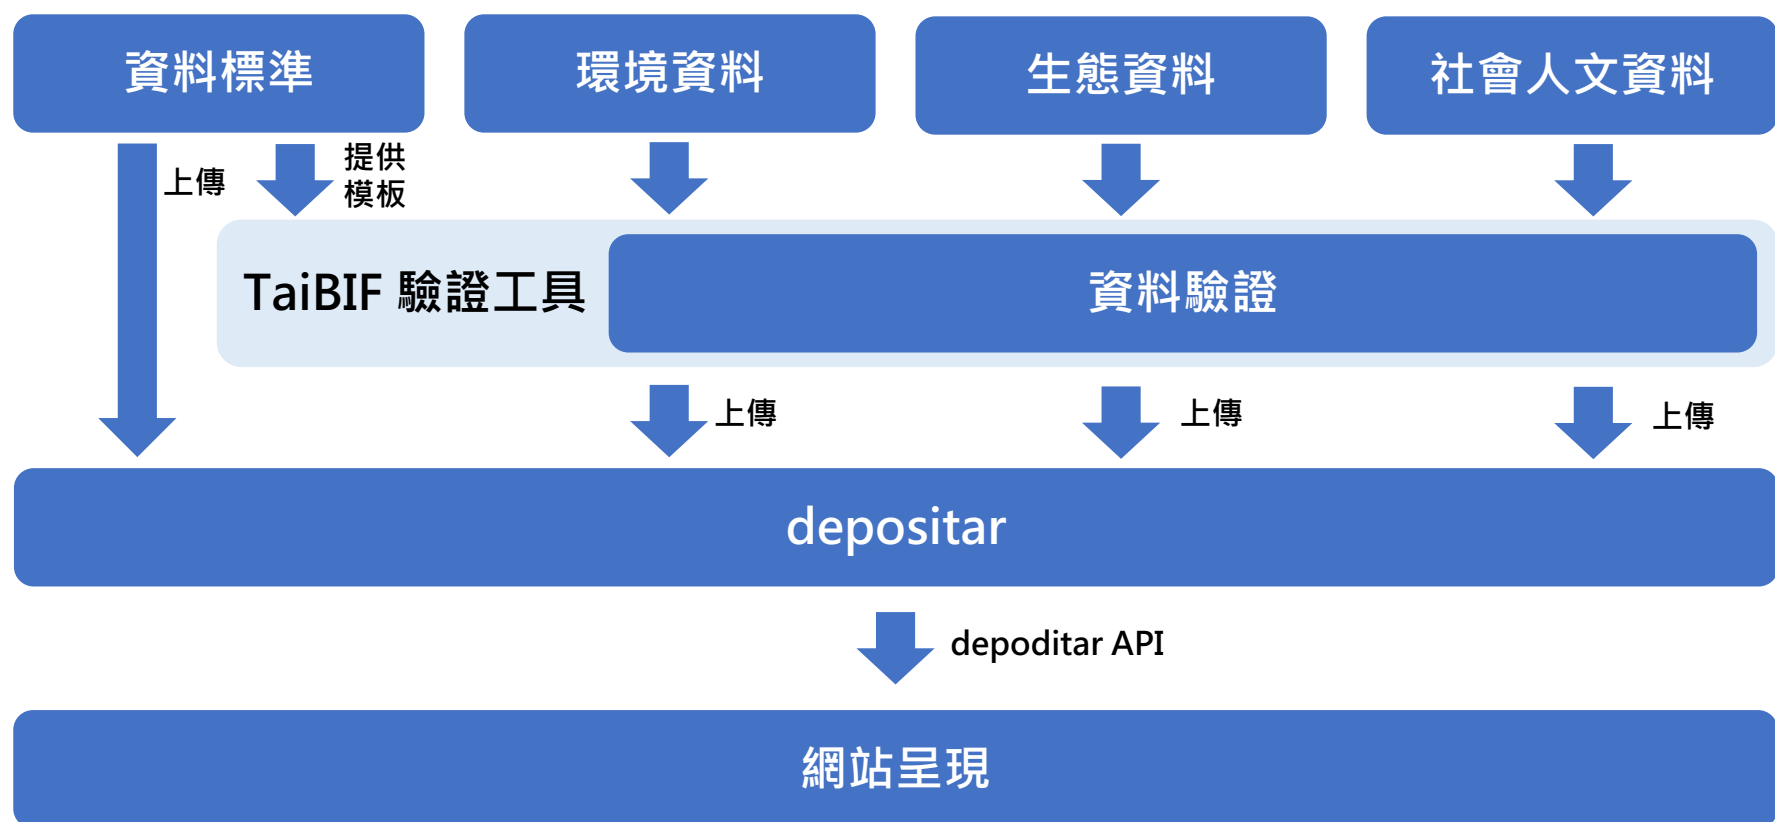 資料標準
環境資料
生態資料
社會人文資料
上傳
提供
模板
TaiBIF 驗證工具
資料驗證
上傳
上傳
上傳
depositar
depoditar API
網站呈現